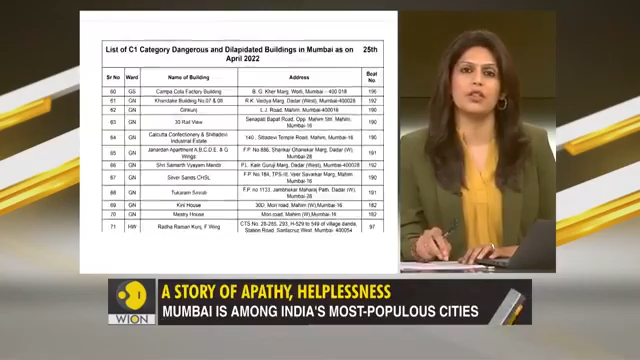 List of C1 Category Dangerous and Dilapidated Buildings in Mumbai as on 25th
April 2022
Sr No Ward Name of Building Address Beat No
60 GS Campa Cola Factory Building B. G. Kher Marg, Worli, Mumbai - 400 018 196
61 GN Khandake Building No.07 & 08 R.K. Vaidya Marg, Dadar (West), Mumbai-400028 192
62 GN L.J. Road, Mahim, Mumbai-400016 190
63 GN 30 Rail View Senapati Bapat Road, Opp. Mahim Stn. Mahim, Mumbai-16 190
64 GN Calcutta Confectionery & Industrial Estate 140, Temple Road, Mahim, Mumbai-16 190
65 GN Janardan Apartment A,B,C,D,E, & G Wings F.P. No.886, Shankar Ghanekar Marg, Dadar (W), Mumbai-28 191
66 GN Shri Samarth Vyayam Mandir P.L. Kale Guruji Marg, Dadar (West), Mumbai-400028 192
67 GN Silver Sands CHSL F.P. No.184, TPS-III, Veer Savarkar Marg, Mahim, Mumbai-16 190
68 GN Tukaram F.P. no 1133, Jambhekar Maharaj Path, Dadar (W), Mumbai-28 191
69 GN Kini House 30D, Mori road, Mahim (W), Mumbai-16 182
70 GN Mestry House Mori road, Mahim (W), Mumbai-16 182
71 HW Radha Raman Kunj, F Wing CTS No. 28-285, 293, H-529 to 549 of village danda, Station Road, Santacruz West, Mumbai- 400054 97
WION
A STORY OF APATHY, HELPLESSNESS
MUMBAI IS AMONG INDIA'S MOST-POPULOUS CITIES